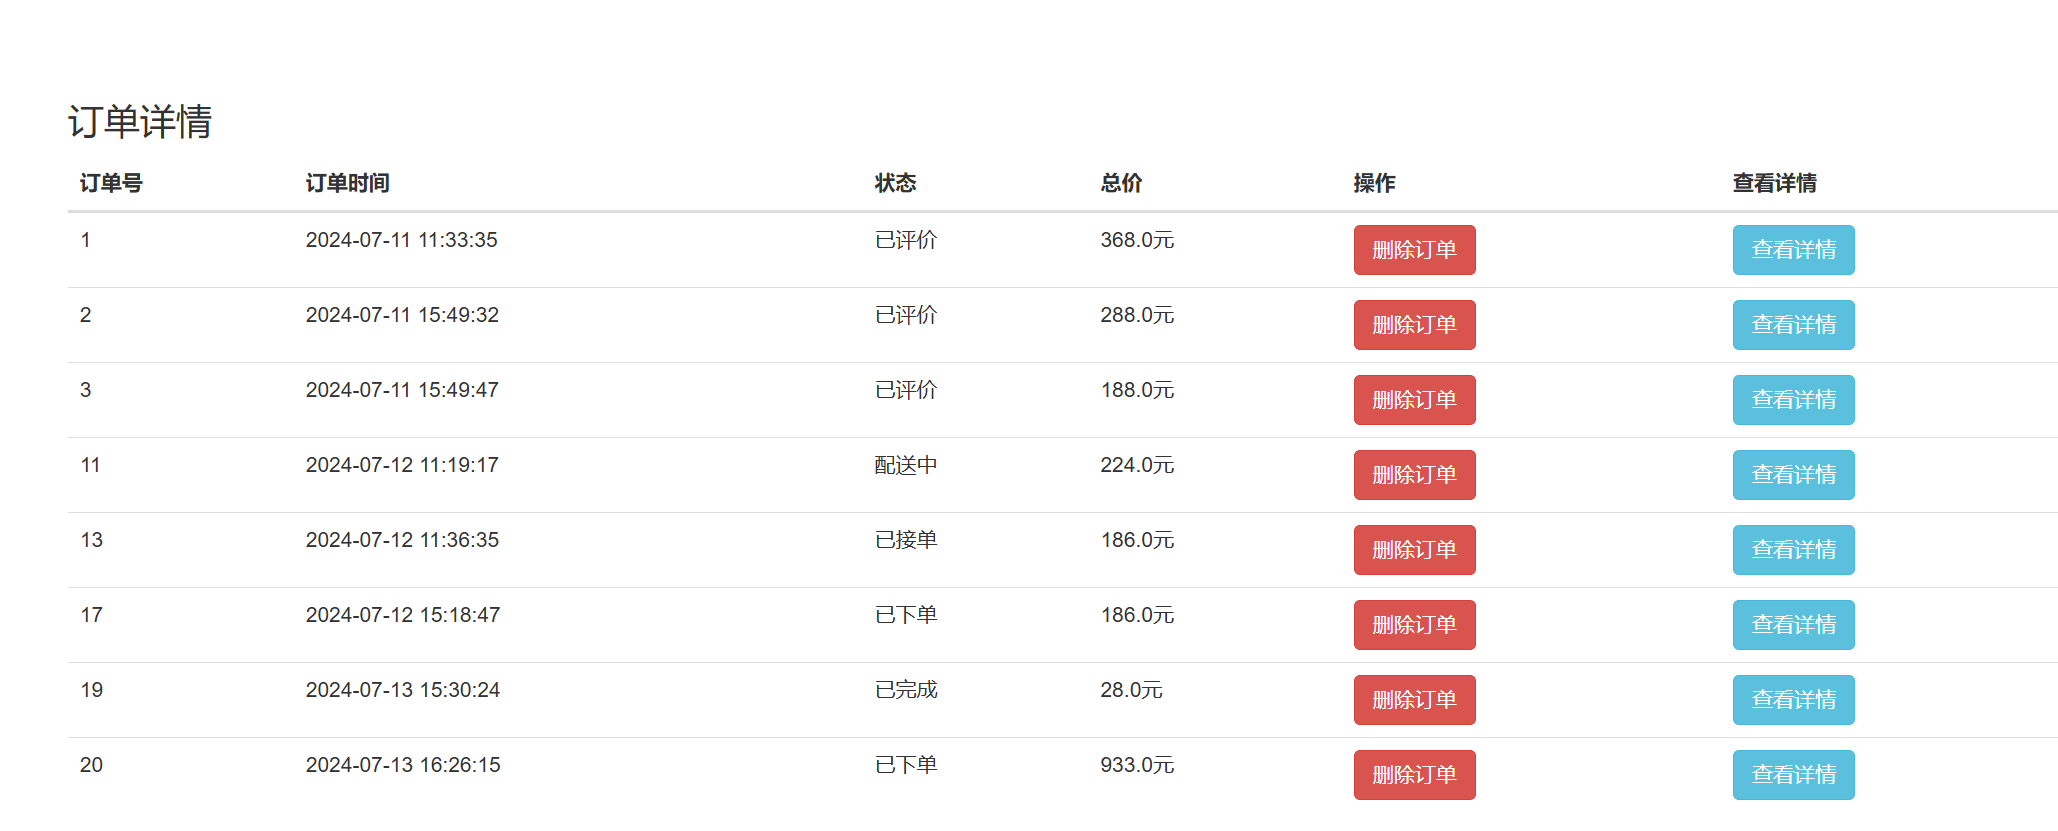 订单详情
订单号 订单时间 状态 总价 操作 查看详情
1 2024-07-11 11:33:35 已评价 368.0元 删除订单 查看详情
2 2024-07-11 15:49:32 已评价 288.0元 删除订单 查看详情
3 2024-07-11 15:49:47 已评价 188.0元 删除订单 查看详情
11 2024-07-12 11:19:17 配送中 224.0元 删除订单 查看详情
13 2024-07-12 11:36:35 已接单 186.0元 删除订单 查看详情
17 2024-07-12 15:18:47 已下单 186.0元 删除订单 查看详情
19 2024-07-13 15:30:24 已完成 28.0元 删除订单 查看详情
20 2024-07-13 16:26:15 已下单 933.0元 删除订单 查看详情